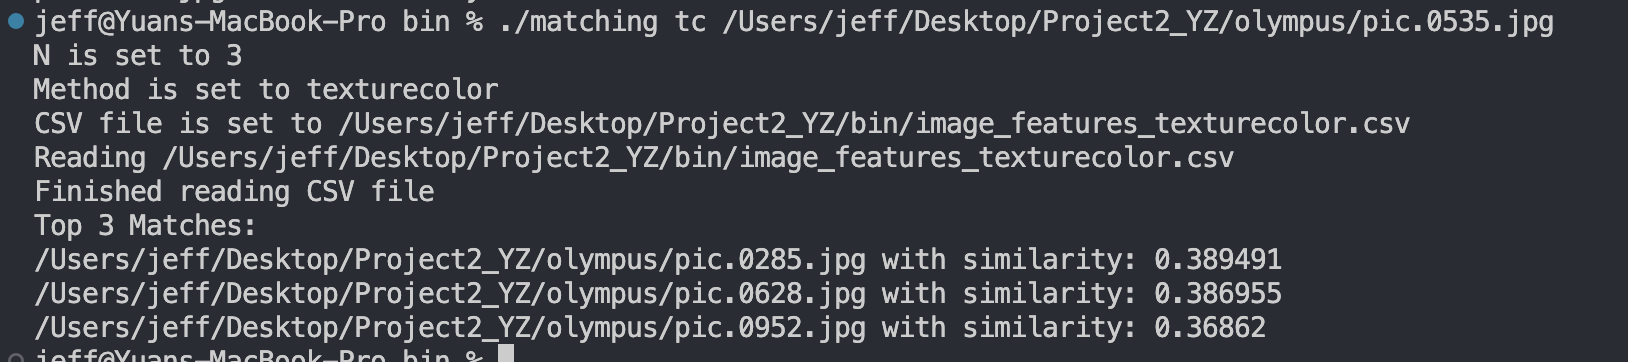 jeff@Yuans-MacBook-Pro bin % ./matching tc /Users/jeff/Desktop/Project2_YZ/olympus/pic.0535.jpg
N is set to 3
Method is set to texturecolor
CSV file is set to /Users/jeff/Desktop/Project2_YZ/bin/image_features_texturecolor.csv
Reading /Users/jeff/Desktop/Project2_YZ/bin/image_features_texturecolor.csv
Finished reading CSV file
Top 3 Matches:
/Users/jeff/Desktop/Project2_YZ/olympus/pic.0285.jpg with similarity: 0.389491
/Users/jeff/Desktop/Project2_YZ/olympus/pic.0628.jpg with similarity: 0.386955
/Users/jeff/Desktop/Project2_YZ/olympus/pic.0952.jpg with similarity: 0.36862
jeff@Yuans-MacBook-Pro bin %